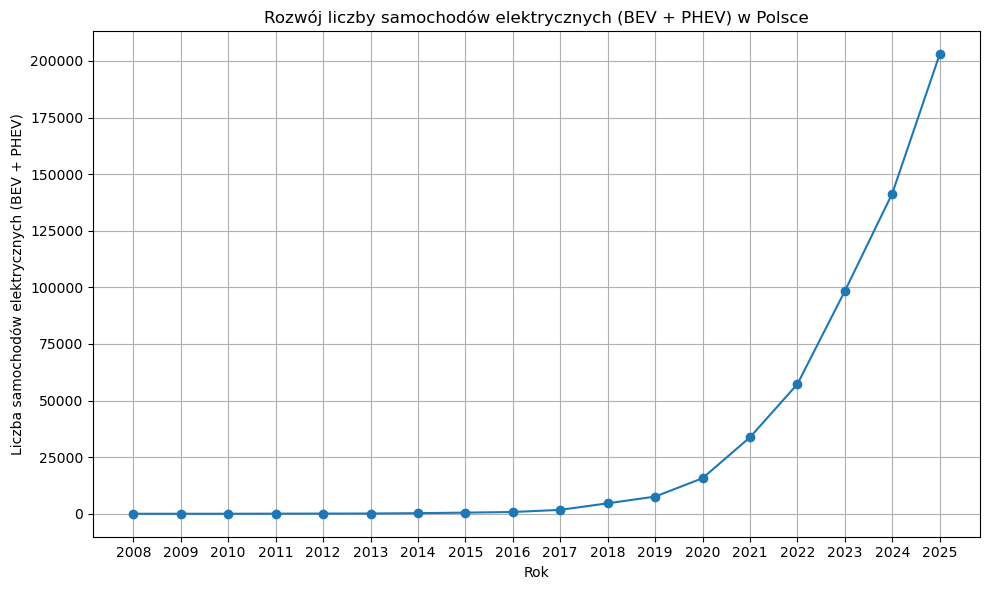 Rozwój liczby samochodów elektrycznych (BEV + PHEV) w Polsce
Liczba samochodów elektrycznych (BEV + PHEV)
200000
175000
150000
125000
100000
75000
50000
25000
0
2008 2009 2010 2011 2012 2013 2014 2015 2016 2017 2018 2019 2020 2021 2022 2023 2024 2025
Rok